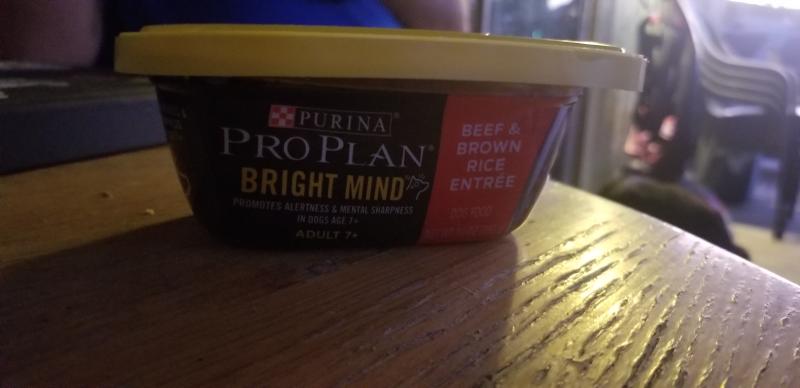 PURINA
PRO PLAN
BRIGHT MIND
PROMOTES ALERTNESS & MENTAL SHARPNESS
IN DOGS AGE 7+
ADULT 7+
BEEF &
BROWN
RICE
ENTRÉE
DOG FOOD